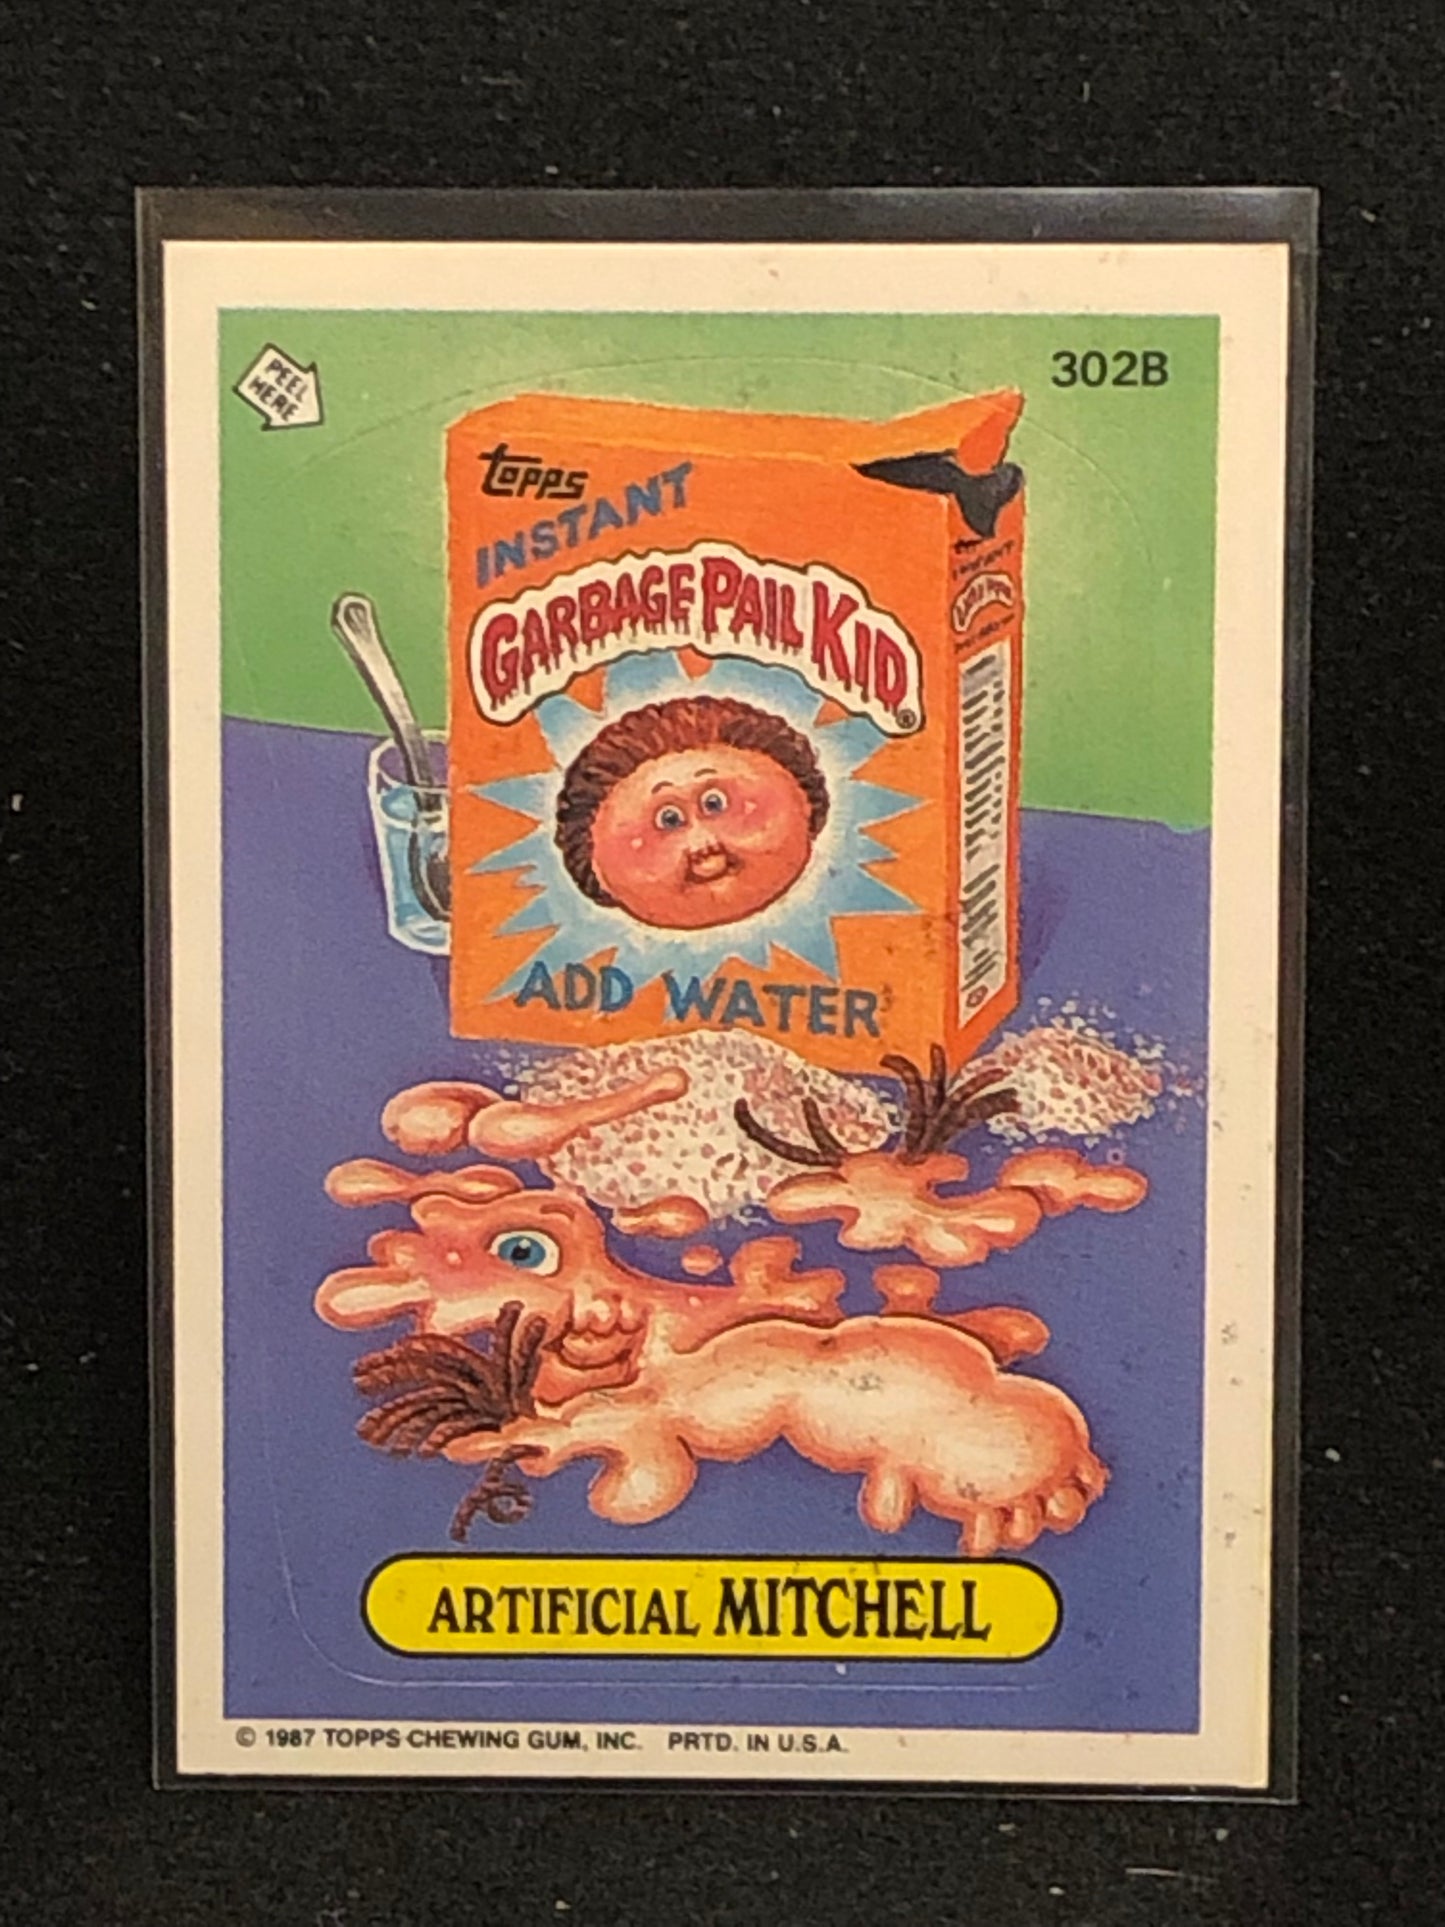 PEEL
HERE
302B
topps
INSTANT
GARBAGE PAIL KID
®
ADD WATER
ARTIFICIAL MITCHELL
© 1987 TOPPS CHEWING GUM, INC. PRTD. IN U.S.A.